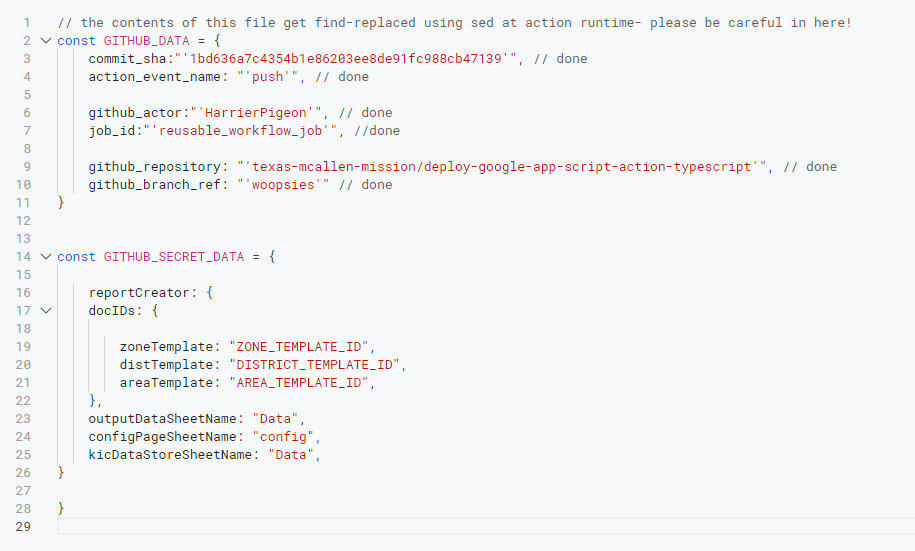 1 // the contents of this file get find-replaced using sed at action runtime- please be careful in here!
2 const GITHUB_DATA = {
3 commit_sha:"'1bd636a7c4354b1e86203ee8de91fc988cb47139'", // done
4 action_event_name: "'push'", // done
5
6 github_actor:"'HarrierPigeon'", // done
7 job_id:"'reusable_workflow_job'", //done
8
9 github_repository: "'texas-mcallen-mission/deploy-google-app-script-action-typescript'", // done
10 github_branch_ref: "'woopsies'" // done
11 }
12
13
14 const GITHUB_SECRET_DATA = {
15
16 reportCreator: {
17 docIDs: {
18
19 zoneTemplate: "ZONE_TEMPLATE_ID",
20 distTemplate: "DISTRICT_TEMPLATE_ID",
21 areaTemplate: "AREA_TEMPLATE_ID",
22 },
23 outputDataSheetName: "Data",
24 configPageSheetName: "config",
25 kicDataStoreSheetName: "Data",
26 }
27
28 }
29